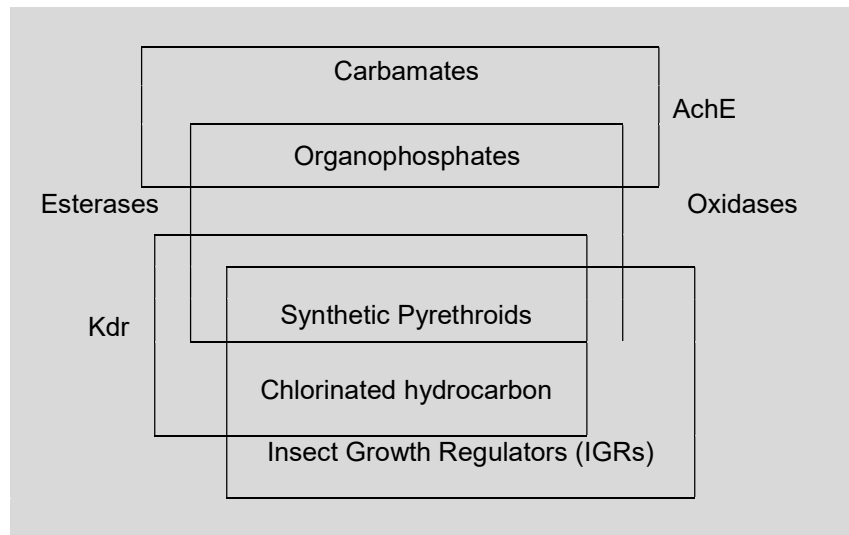 Carbamates
AchE
Organophosphates
Esterases
Oxidases
Synthetic Pyrethroids
Kdr
Chlorinated hydrocarbon
Insect Growth Regulators (IGRs)